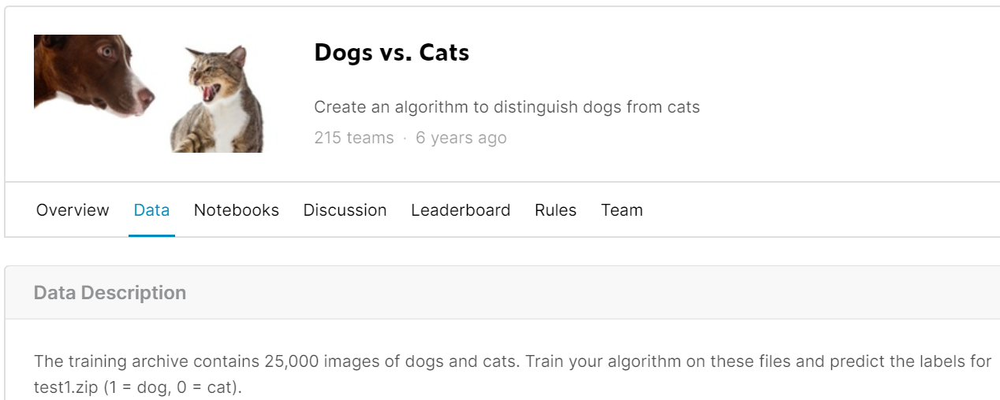 Dogs vs. Cats
Create an algorithm to distinguish dogs from cats
215 teams · 6 years ago
Overview Data Notebooks Discussion Leaderboard Rules Team
Data Description
The training archive contains 25,000 images of dogs and cats. Train your algorithm on these files and predict the labels for
test1.zip (1 = dog, 0 = cat).